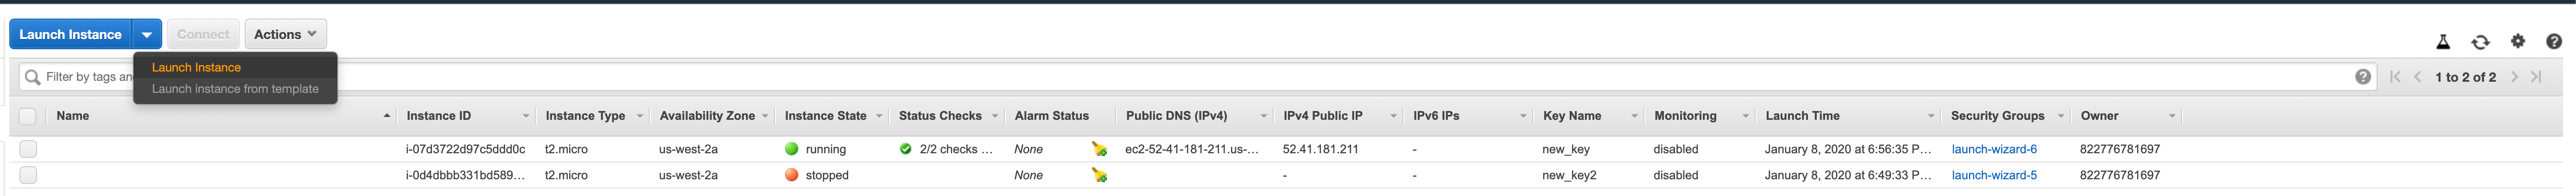 Launch Instance Connect Actions
Launch Instance
Filter by tags an 1 to 2 of 2
Launch instance from template
Name Instance ID Instance Type Availability Zone Instance State Status Checks Alarm Status Public DNS (IPv4) IPv4 Public IP IPv6 IPs Key Name Monitoring Launch Time Security Groups Owner
i-07d3722d97c5ddd0c t2.micro us-west-2a running 2/2 checks ... None ec2-52-41-181-211.us-... 52.41.181.211 - new_key disabled January 8, 2020 at 6:56:35 P... launch-wizard-6 822776781697
i-0d4dbbb331bd589... t2.micro us-west-2a stopped None - - new_key2 disabled January 8, 2020 at 6:49:33 P... launch-wizard-5 822776781697